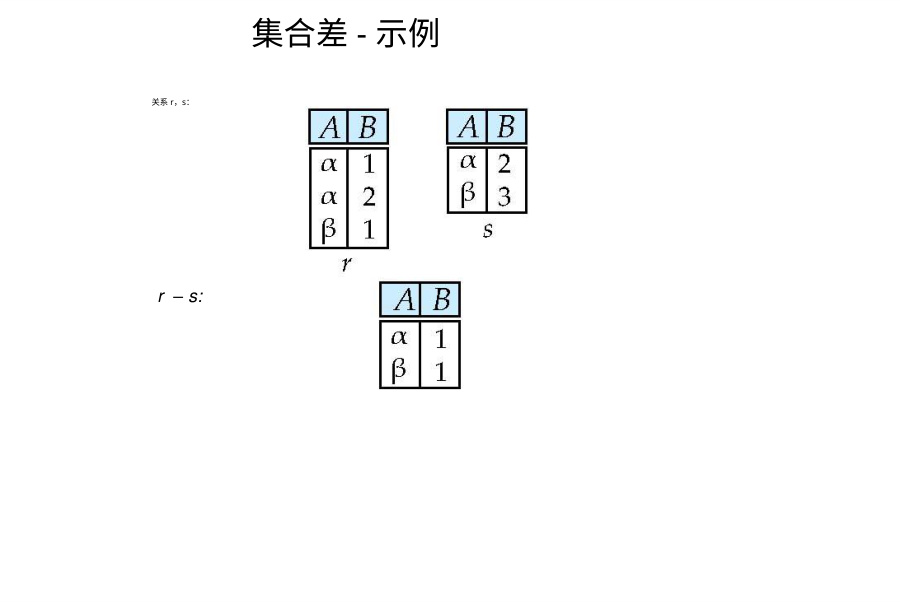 集合差 - 示例
关系 r，s：
A B
α 1
α 2
β 1
r
A B
α 2
β 3
s
r – s:
A B
α 1
β 1